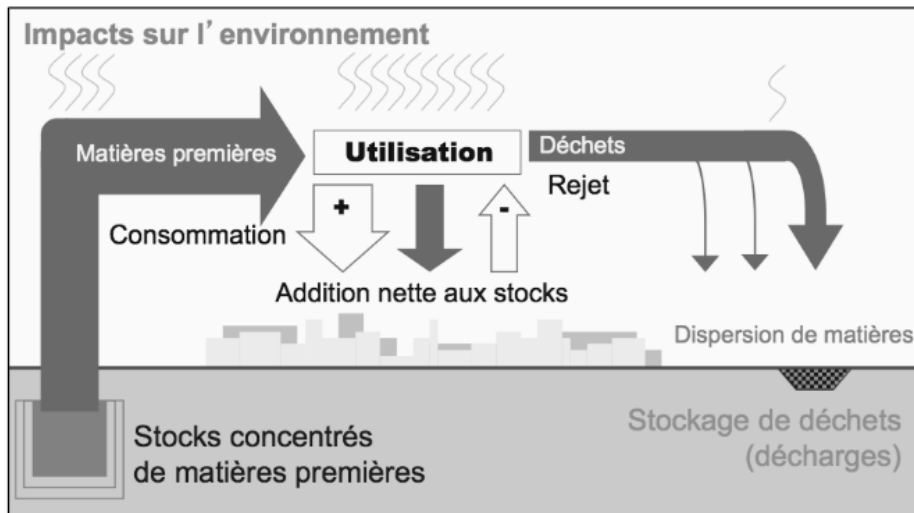 Impacts sur l’environnement
Matières premières
Utilisation
Déchets
Rejet
Consommation
+
-
Addition nette aux stocks
Dispersion de matières
Stocks concentrés
de matières premières
Stockage de déchets
(décharges)